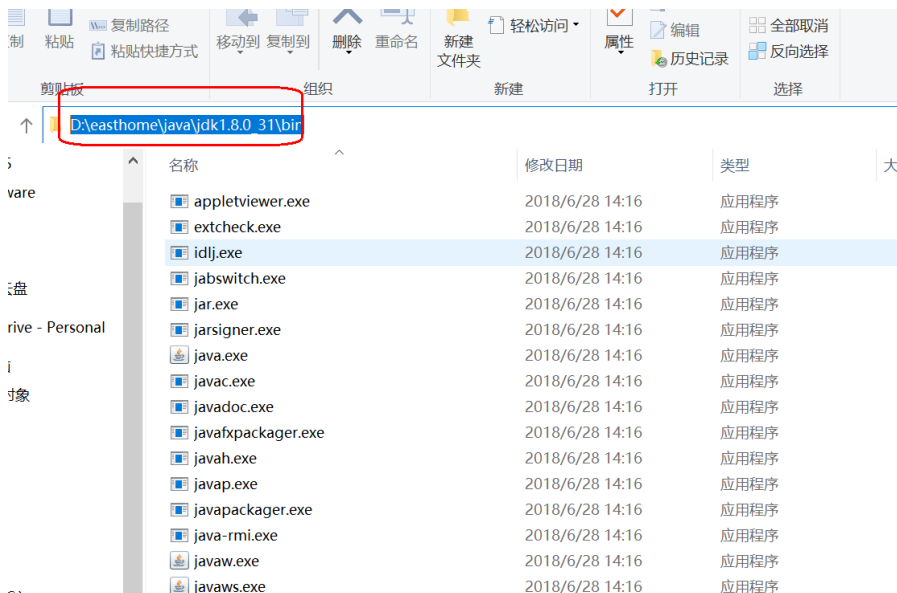 复制路径
轻松访问
编辑
全部取消
制 粘贴
粘贴快捷方式
移动到 复制到
删除 重命名
新建
文件夹
属性
历史记录
反向选择
剪贴板 组织 新建 打开 选择
D:\easthome\java\jdk1.8.0_31\bin
名称 修改日期 类型 大
5
ware
云盘
rive - Personal
对象
appletviewer.exe 2018/6/28 14:16 应用程序
extcheck.exe 2018/6/28 14:16 应用程序
idlj.exe 2018/6/28 14:16 应用程序
jabswitch.exe 2018/6/28 14:16 应用程序
jar.exe 2018/6/28 14:16 应用程序
jarsigner.exe 2018/6/28 14:16 应用程序
java.exe 2018/6/28 14:16 应用程序
javac.exe 2018/6/28 14:16 应用程序
javadoc.exe 2018/6/28 14:16 应用程序
javafxpackager.exe 2018/6/28 14:16 应用程序
javah.exe 2018/6/28 14:16 应用程序
javap.exe 2018/6/28 14:16 应用程序
javapackager.exe 2018/6/28 14:16 应用程序
java-rmi.exe 2018/6/28 14:16 应用程序
javaw.exe 2018/6/28 14:16 应用程序
javaws.exe 2018/6/28 14:16 应用程序